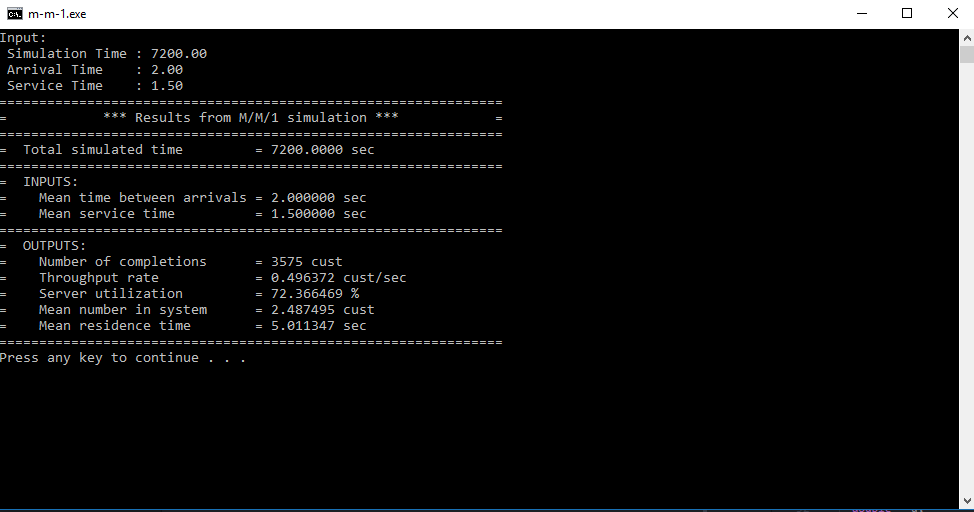 m-m-1.exe
Input:
 Simulation Time : 7200.00
 Arrival Time    : 2.00
 Service Time    : 1.50
===============================================================
=            *** Results from M/M/1 simulation ***            =
===============================================================
=  Total simulated time         = 7200.0000 sec
===============================================================
=  INPUTS:
=    Mean time between arrivals = 2.000000 sec
=    Mean service time          = 1.500000 sec
===============================================================
=  OUTPUTS:
=    Number of completions      = 3575 cust
=    Throughput rate            = 0.496372 cust/sec
=    Server utilization         = 72.366469 %
=    Mean number in system      = 2.487495 cust
=    Mean residence time        = 5.011347 sec
===============================================================
Press any key to continue . . .